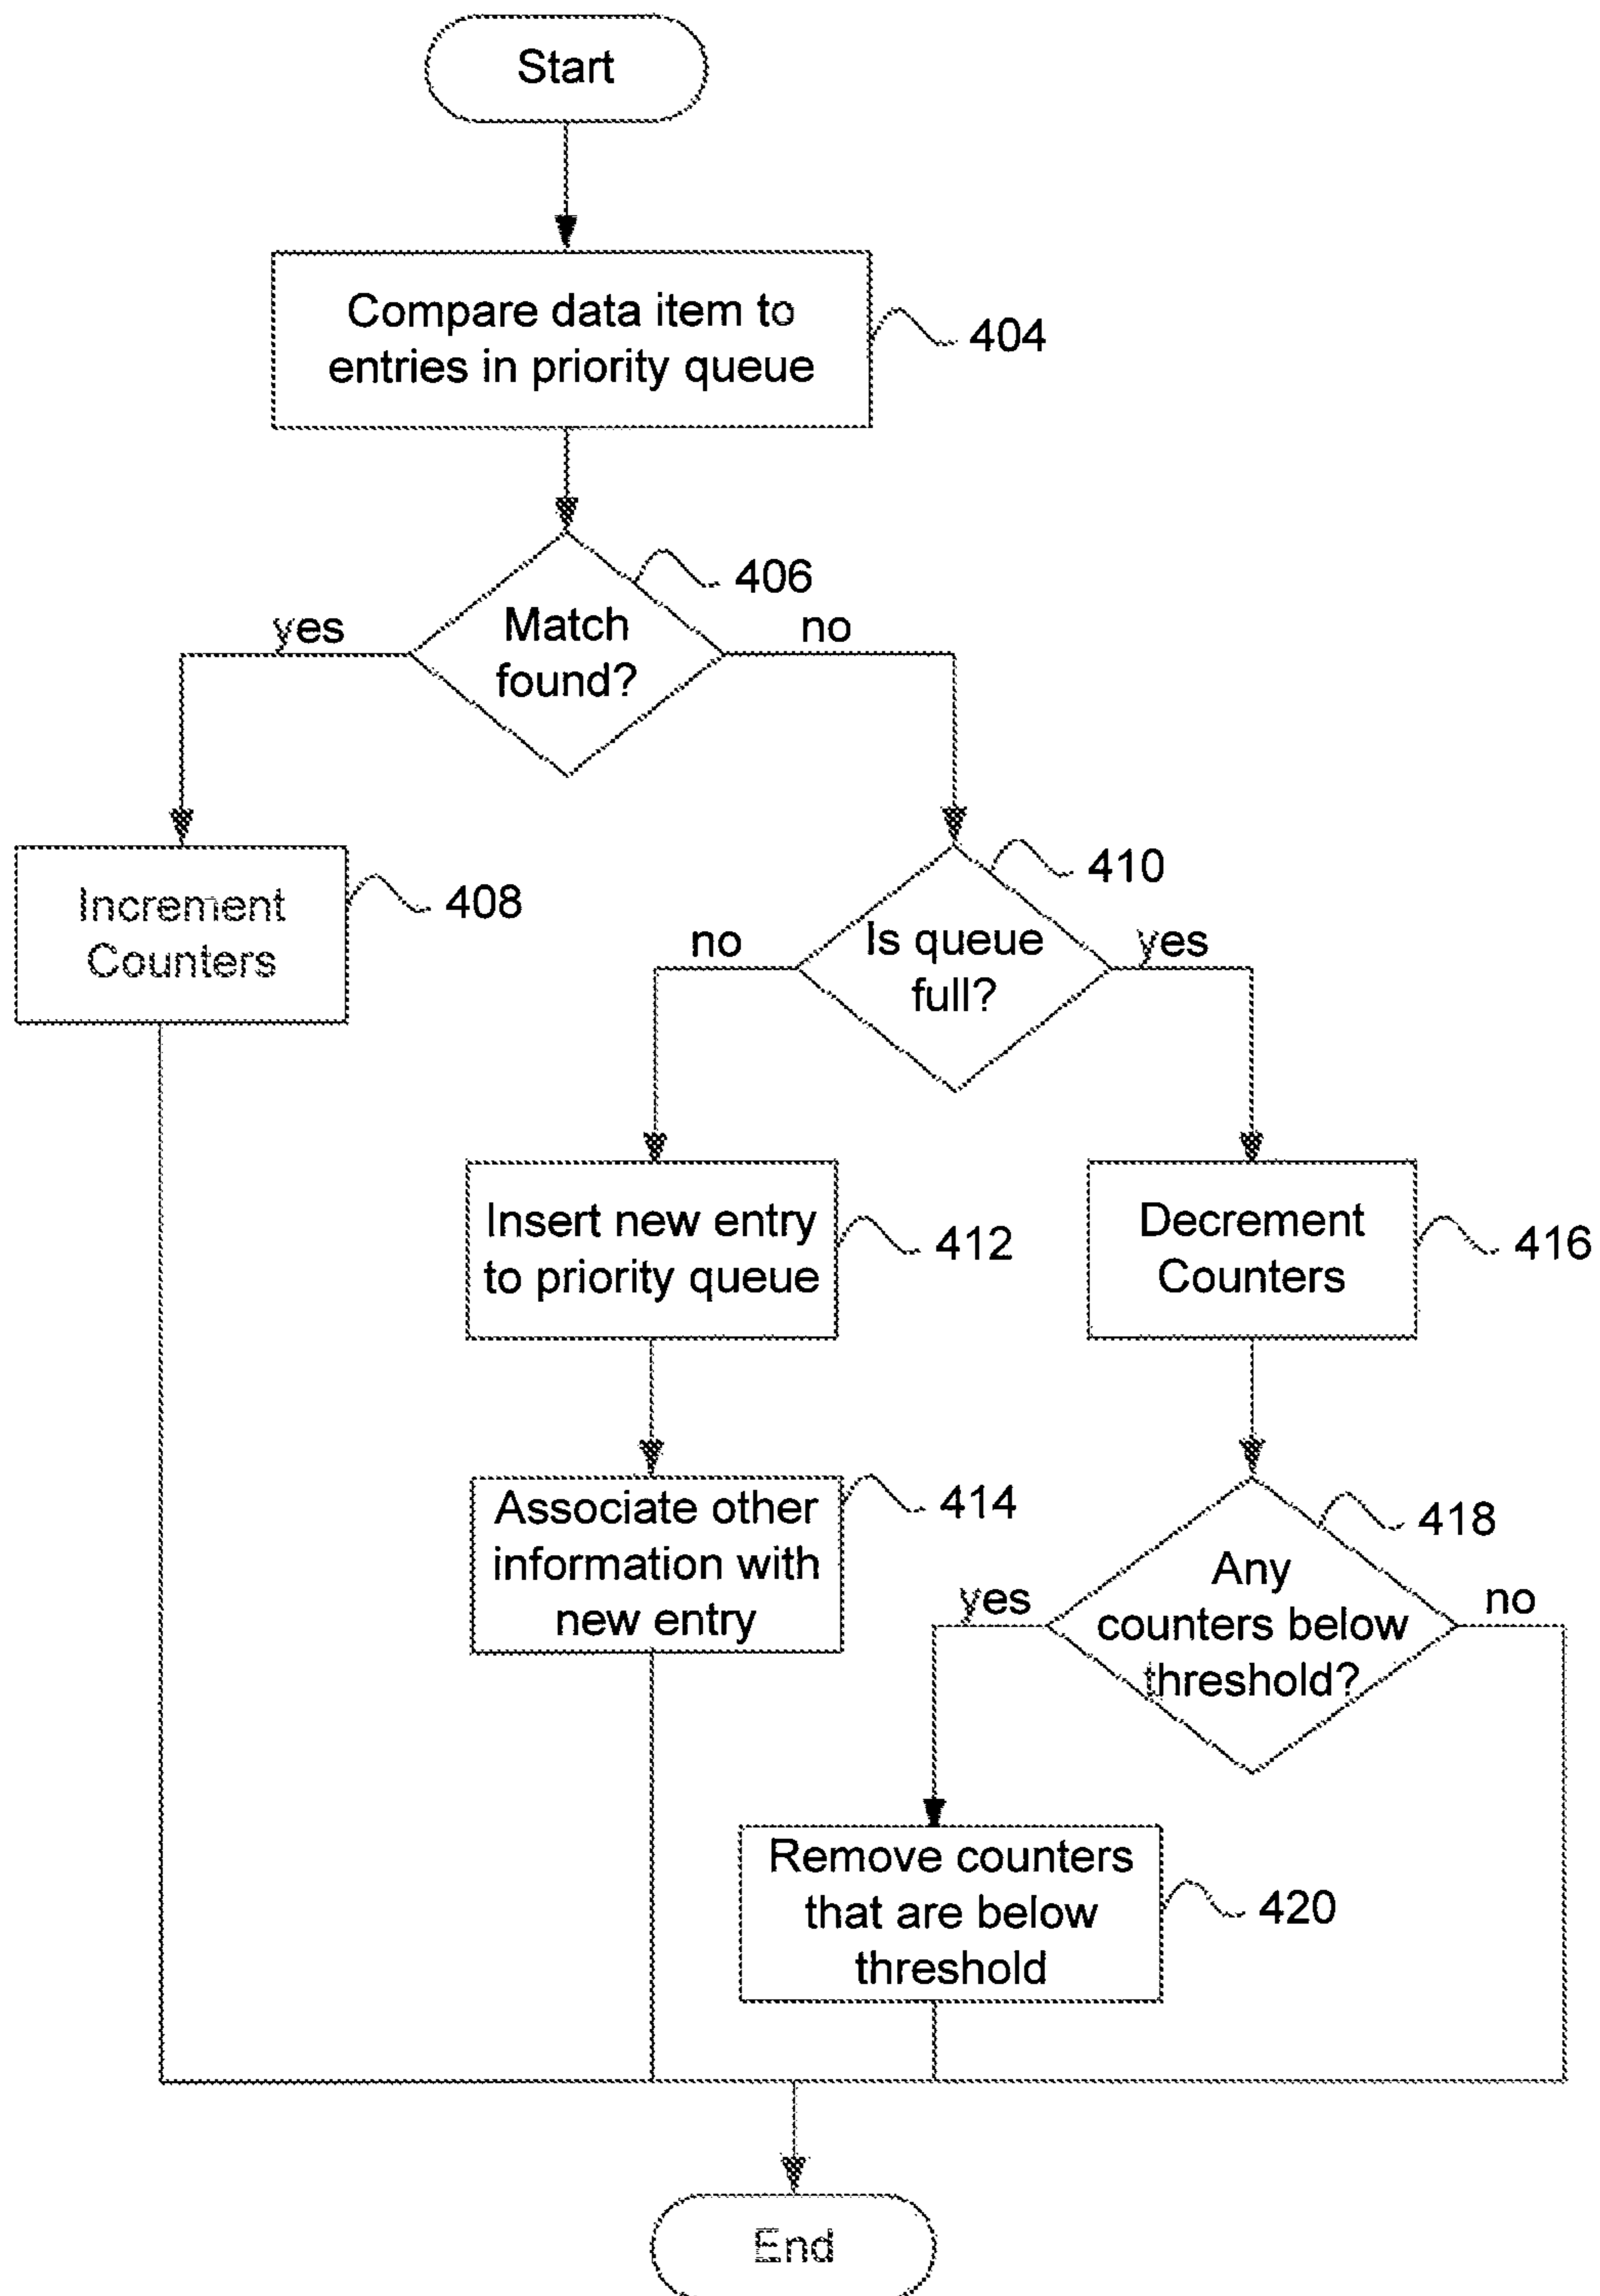 Start
Compare data item to
entries in priority queue
404
406
Match
found?
yes
no
Increment
Counters
408
410
Is queue
full?
no
yes
Insert new entry
to priority queue
412
Decrement
Counters
416
Associate other
information with
new entry
414
418
Any
counters below
threshold?
yes
no
Remove counters
that are below
threshold
420
End